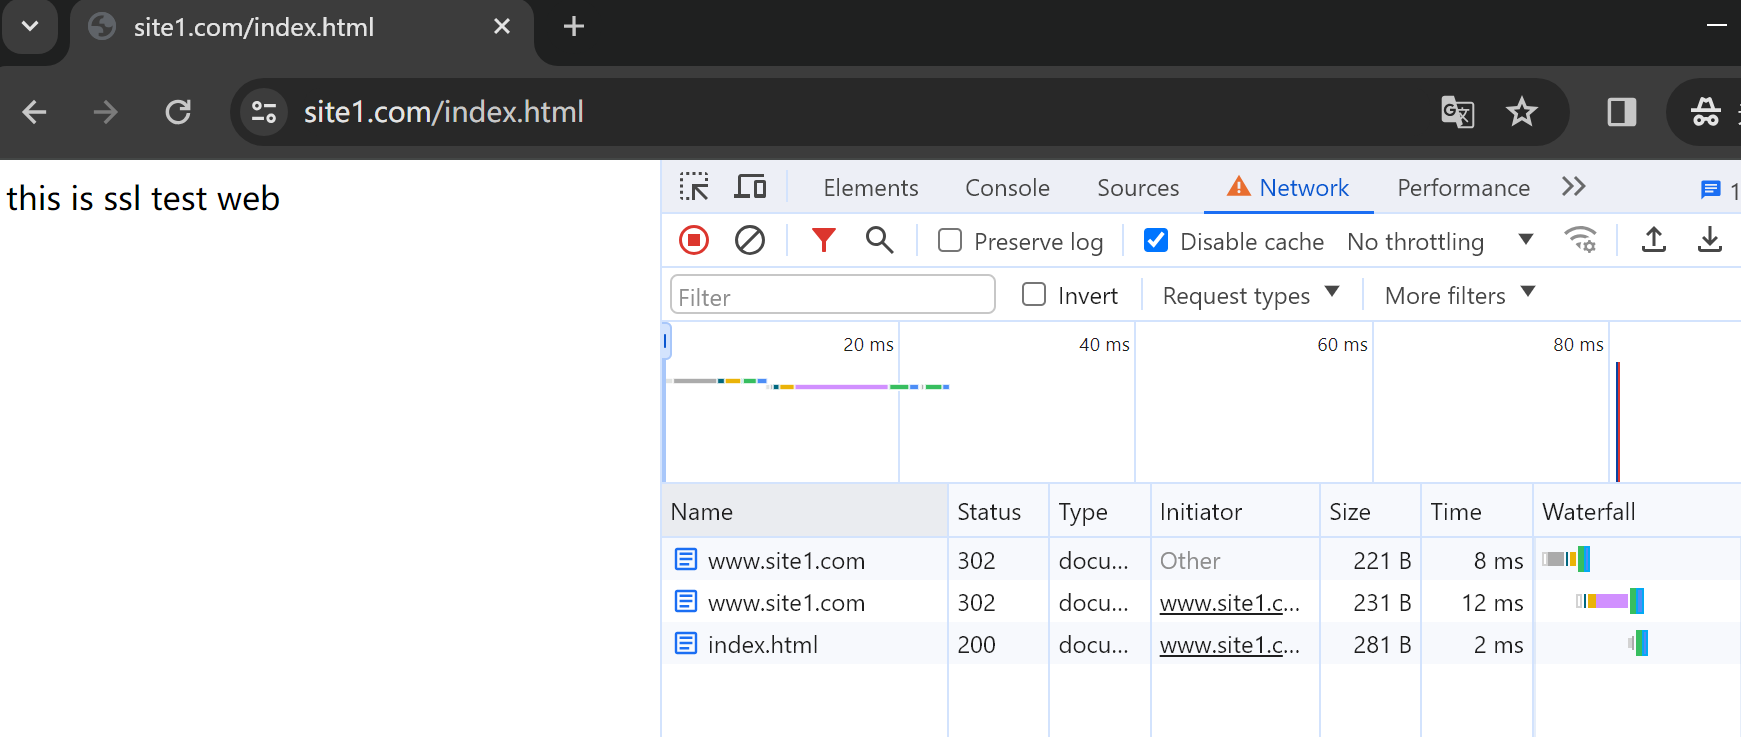 site1.com/index.html
site1.com/index.html
this is ssl test web
Elements Console Sources Network Performance 1
Preserve log Disable cache No throttling
Filter Invert Request types More filters
20 ms 40 ms 60 ms 80 ms
Name Status Type Initiator Size Time Waterfall
www.site1.com 302 docu... Other 221 B 8 ms
www.site1.com 302 docu... www.site1.c... 231 B 12 ms
index.html 200 docu... www.site1.c... 281 B 2 ms